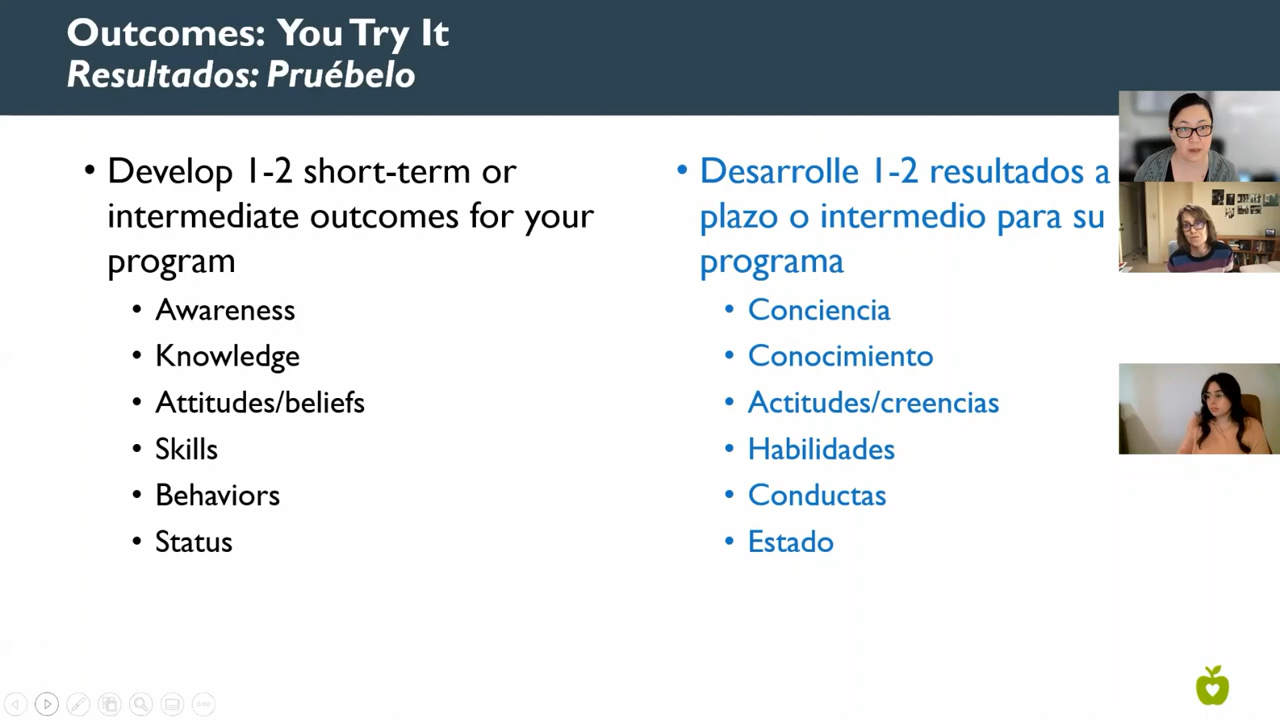 Outcomes: You Try It
Resultados: Pruébelo
• Develop 1-2 short-term or
intermediate outcomes for your
program
• Awareness
• Knowledge
• Attitudes/beliefs
• Skills
• Behaviors
• Status
• Desarrolle 1-2 resultados a
plazo o intermedio para su
programa
• Conciencia
• Conocimiento
• Actitudes/creencias
• Habilidades
• Conductas
• Estado